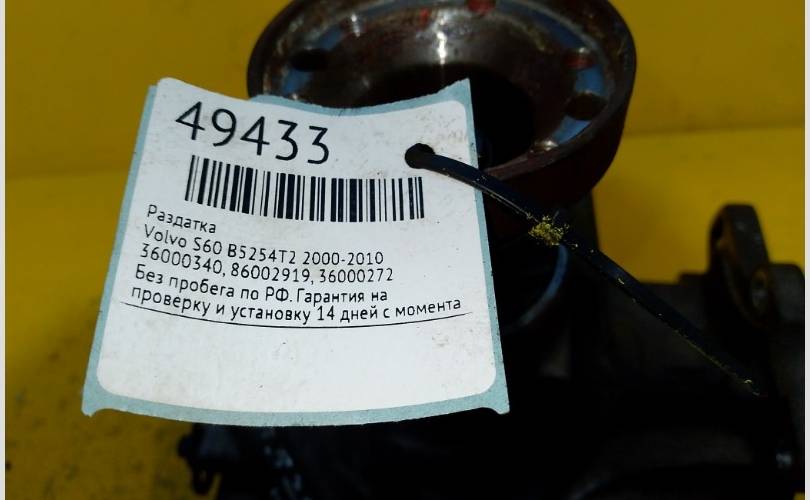 49433
Раздатка
Volvo S60 B5254T2 2000-2010
36000340, 86002919, 36000272
Без пробега по РФ. Гарантия на
проверку и установку 14 дней с момента